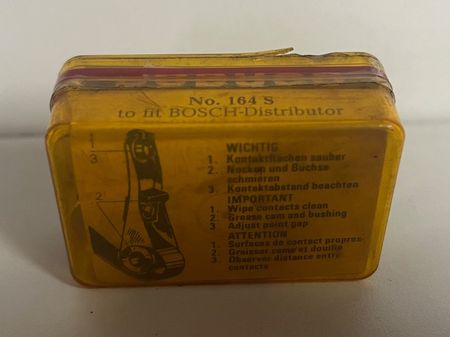 No. 164 S
to fit BOSCH-Distributor
WICHTIG
1. Kontaktflächen sauber
2. Nocken und Buchse
schmieren
3. Kontaktabstand beachten
IMPORTANT
1. Wipe contacts clean
2. Grease cam and bushing
3. Adjust point gap
ATTENTION
1. Surfaces de contact propres
2. Graisser came et douille
3. Observer distance entre
contacts
1
3
2